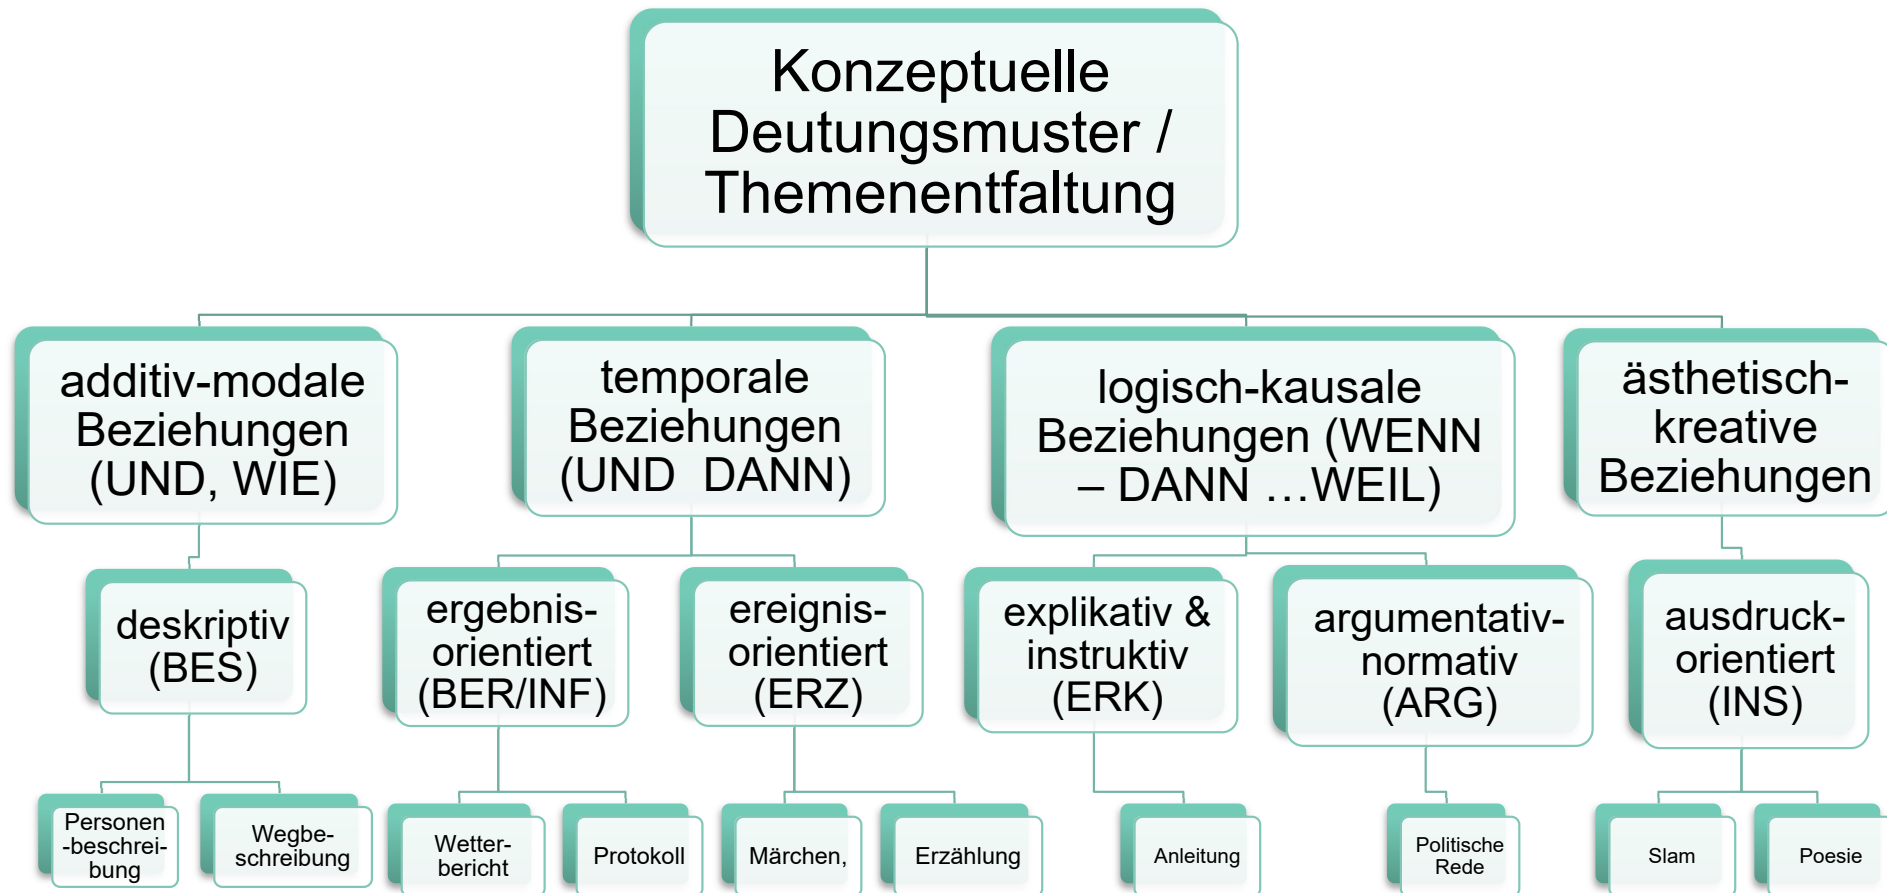 Konzeptuelle
Deutungsmuster /
Themenentfaltung
additiv-modale
Beziehungen
(UND, WIE)
temporale
Beziehungen
(UND  DANN)
logisch-kausale
Beziehungen (WENN
– DANN …WEIL)
ästhetisch-
kreative
Beziehungen
deskriptiv
(BES)
ergebnis-
orientiert
(BER/INF)
ereignis-
orientiert
(ERZ)
explikativ &
instruktiv
(ERK)
argumentativ-
normativ
(ARG)
ausdruck-
orientiert
(INS)
Personen
-beschrei-
bung
Wegbe-
schreibung
Wetter-
bericht
Protokoll
Märchen,
Erzählung
Anleitung
Politische
Rede
Slam
Poesie